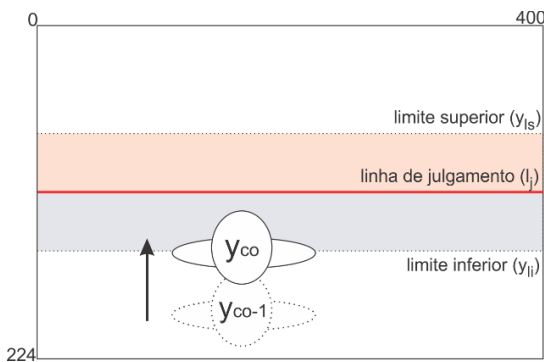 0
400
limite superior (yls)
linha de julgamento (lj)
yco
limite inferior (yli)
yco-1
224